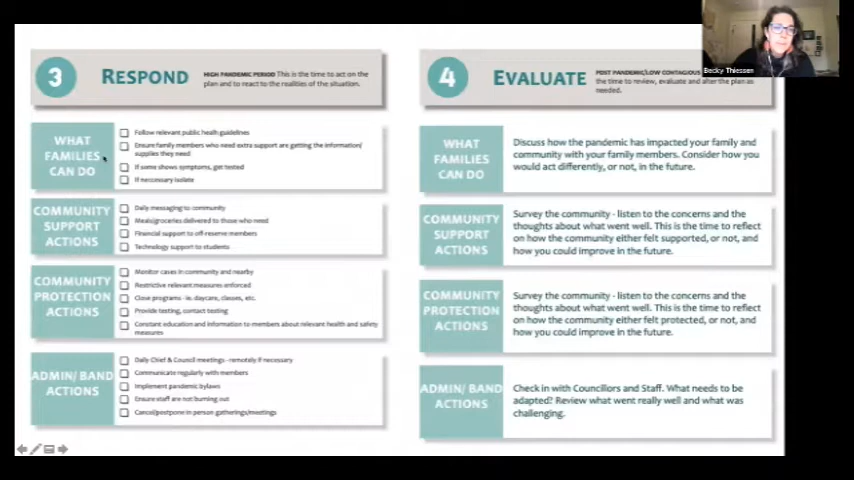 3
RESPOND
HIGH PANDEMIC PERIOD This is the time to act on the
plan and to react to the realities of the situation.
WHAT
FAMILIES
CAN DO
Follow relevant public healh guidelines
Ensure family members who need extra support are getting the information/
supplies they need
If some shows symptoms, get tested
If neccessary isolate
COMMUNITY
SUPPORT
ACTIONS
Daily messaging to community
Meals/groceries delivered to those who need
Financial support to off-reserve members
Technology support to students
COMMUNITY
PROTECTION
ACTIONS
Monitor cases in community and nearby
Restrictive relevant measures enforced
Close programs - ie. daycare, classes, etc.
Provide testing, contact testing
Constant education and information to members about relevant health and safety
measures
ADMIN/ BAND
ACTIONS
Daily Chief & Council meetings - remotely if necessary
Communicate regularly with members
Implement pandemic bylaws
Ensure staff are not burning out
Cancel/postpone in person gatherings/meetings
4
EVALUATE
POST PANDEMIC/LOW CONTAGIOUS
the time to review, evaluate and alter the plan as
needed.
WHAT
FAMILIES
CAN DO
Discuss how the pandemic has impacted your family and
community with your family members. Consider how you
would act differently, or not, in the future.
COMMUNITY
SUPPORT
ACTIONS
Survey the community - listen to the concerns and the
thoughts about what went well. This is the time to reflect
on how the community either felt supported, or not, and
how you could improve in the future.
COMMUNITY
PROTECTION
ACTIONS
Survey the community - listen to the concerns and the
thoughts about what went well. This is the time to reflect
on how the community either felt protected, or not, and
how you could improve in the future.
ADMIN/ BAND
ACTIONS
Check in with Councillors and Staff. What needs to be
adapted? Review what went really well and what was
challenging.
Becky Thiessen